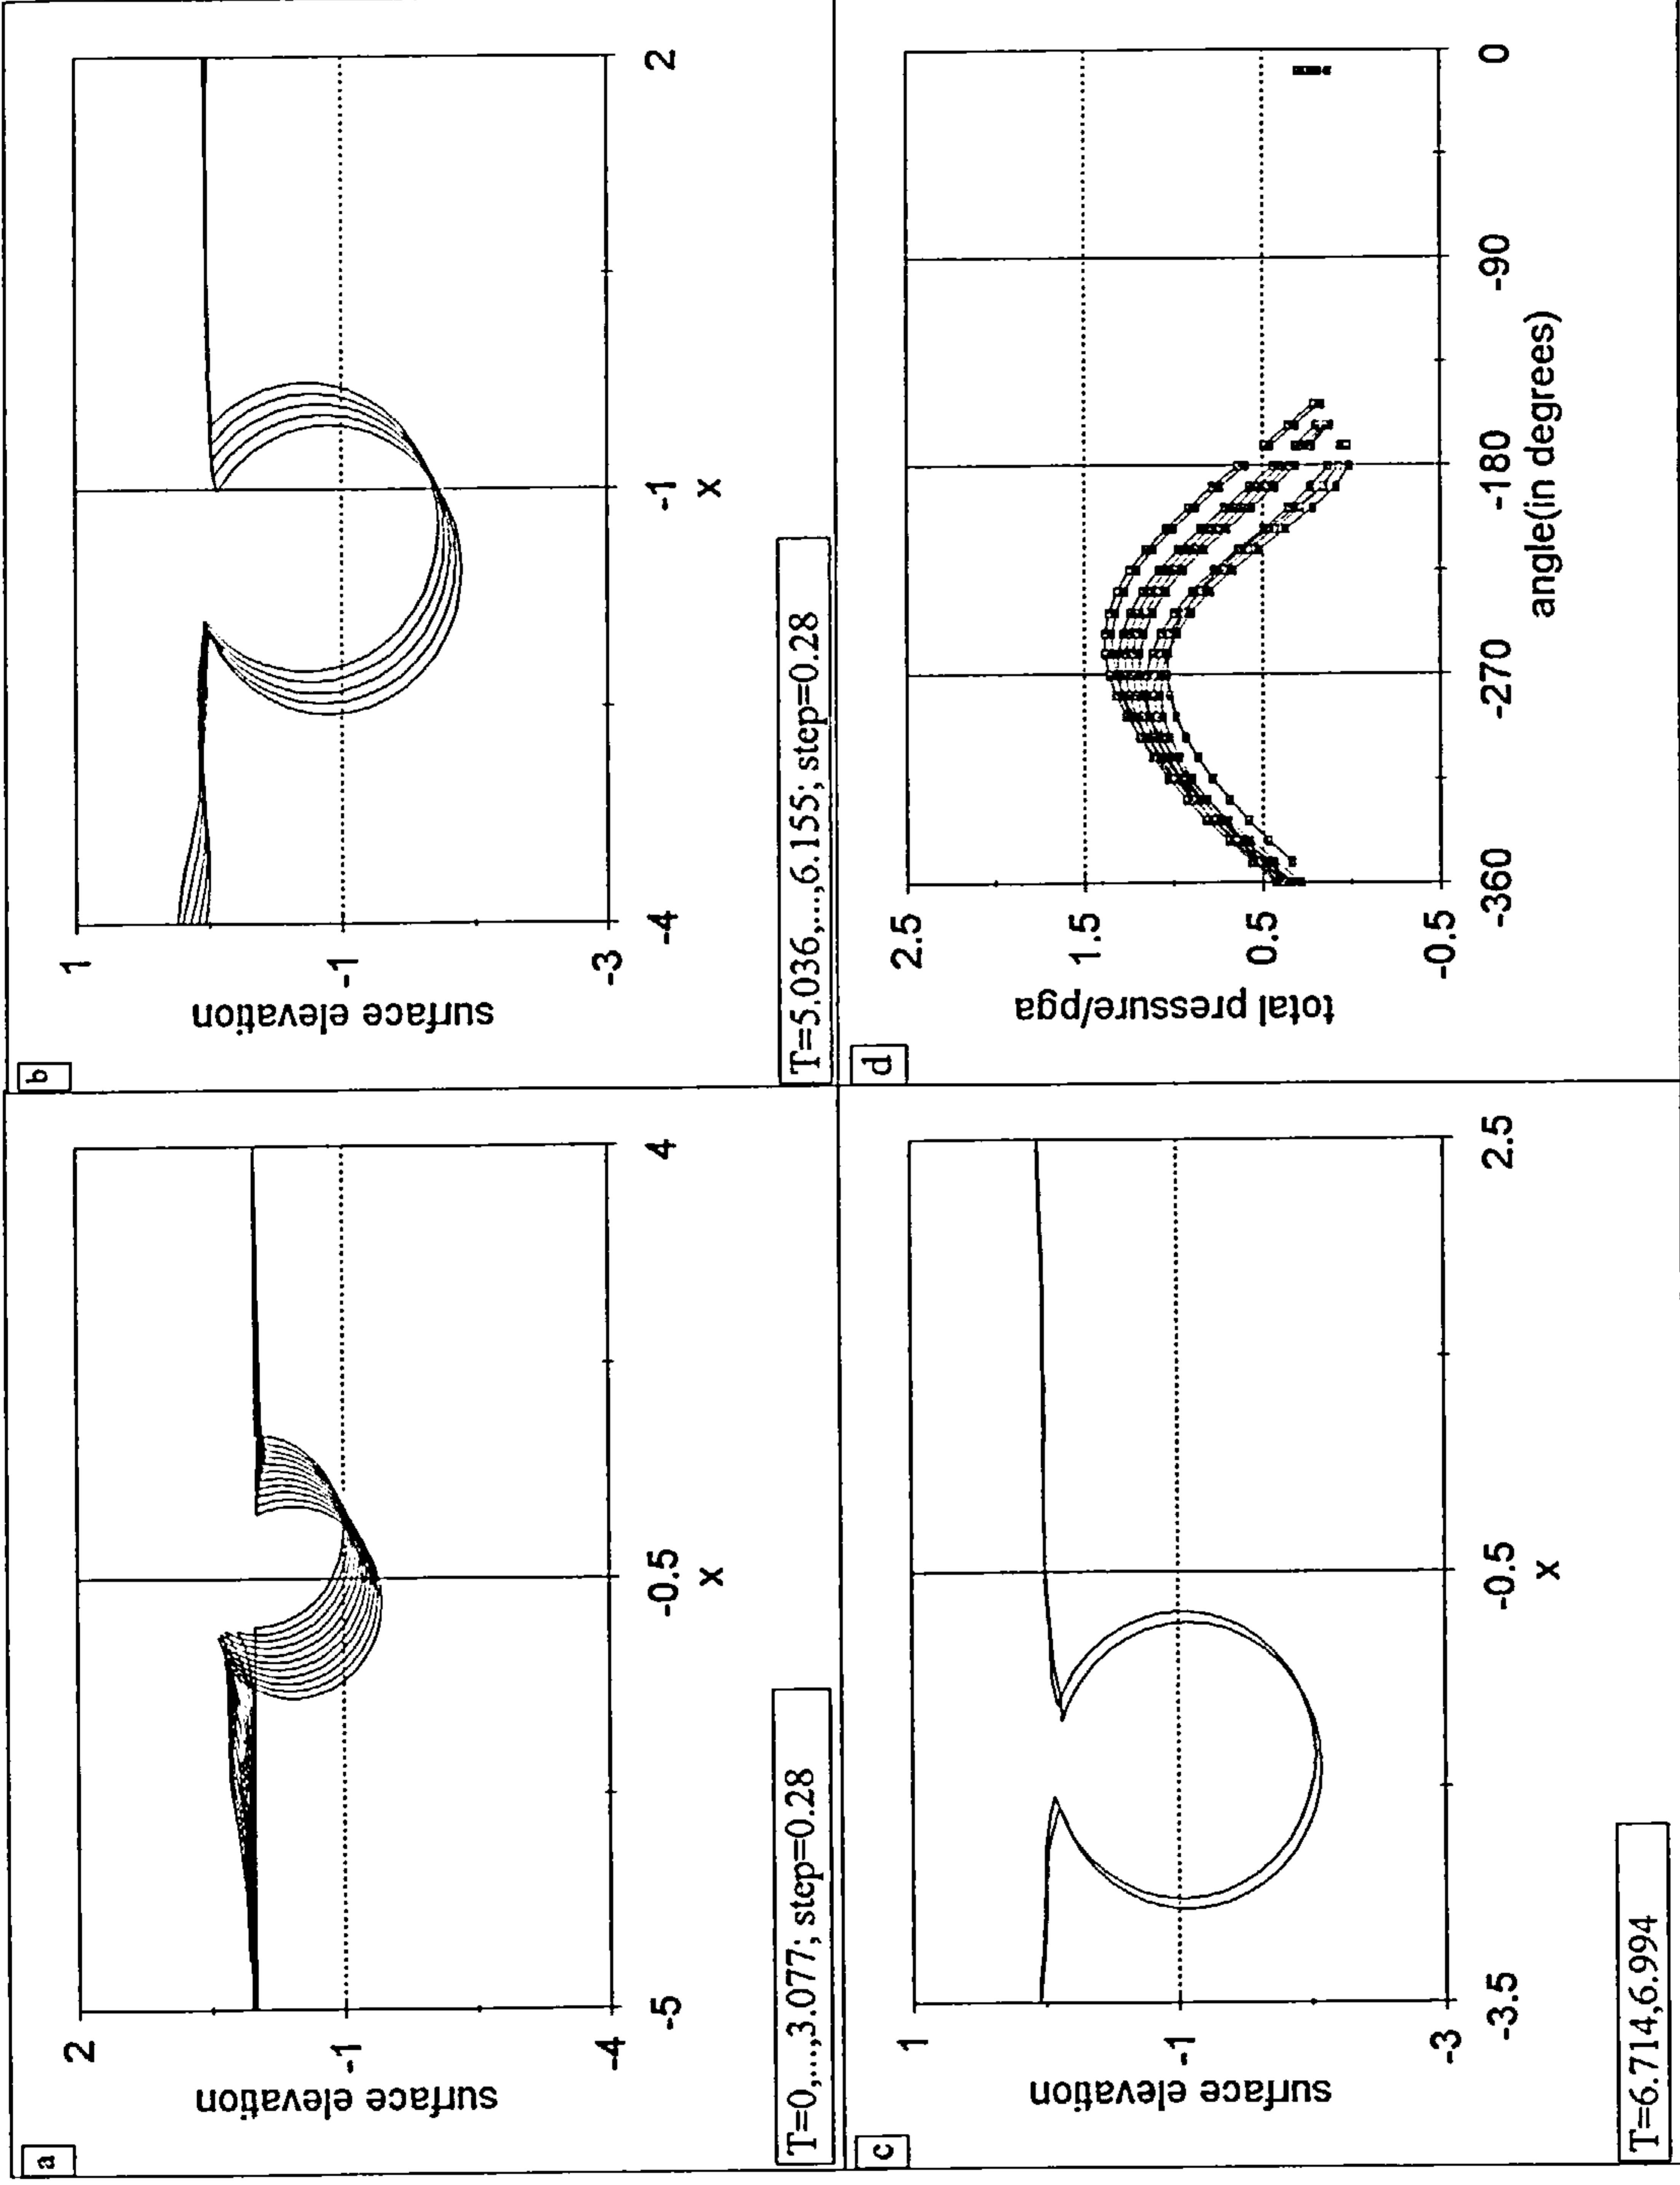 a
surface elevation
2
-1
-4
-5
-0.5
4
x
T=0,...,3.077; step=0.28
b
surface elevation
1
-1
-3
-4
-1
2
x
T=5.036,...,6.155; step=0.28
c
surface elevation
1
-1
-3
-3.5
-0.5
2.5
x
T=6.714,6.994
d
total pressure/pga
2.5
1.5
0.5
-0.5
-360
-270
-180
-90
0
angle(in degrees)